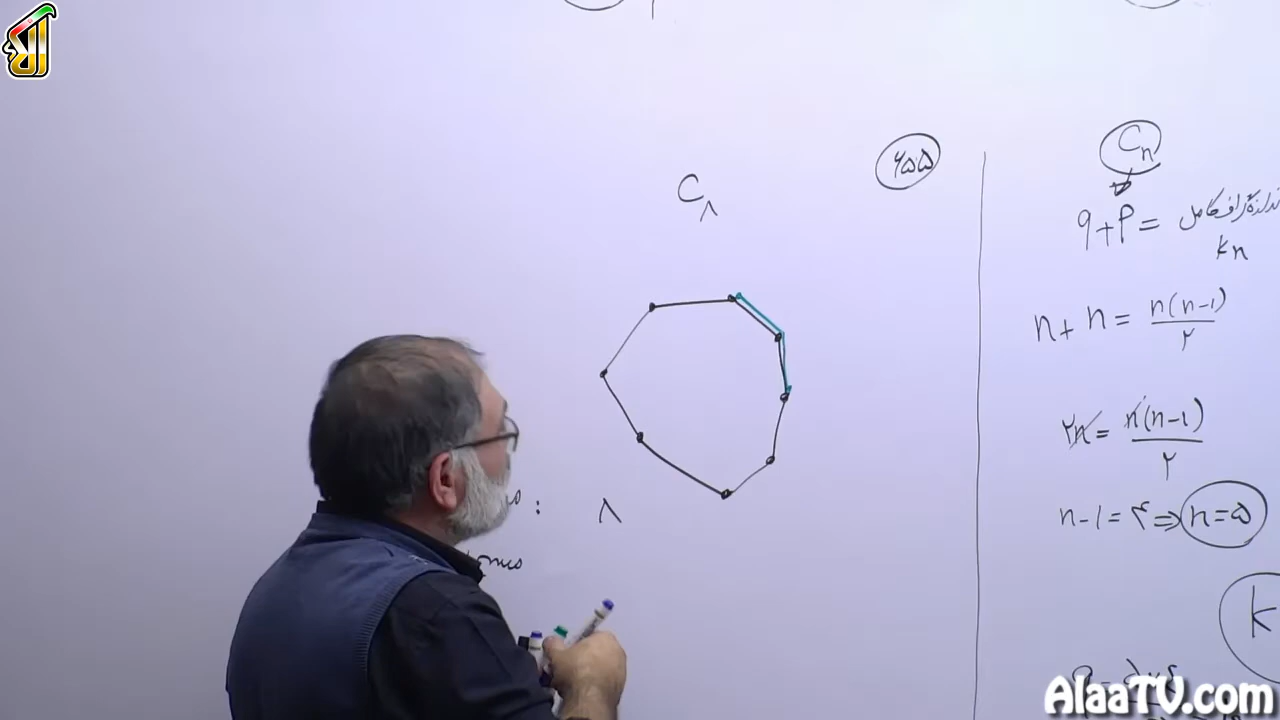 C۸
۶۵۵
Cn
q+p= اندازه گراف کامل
kn
n+n = n(n-1)/۲
۲n = n(n-1)/۲
n-1=۴ ⇒ n=۵
: ۸
k
AlaaTV.com